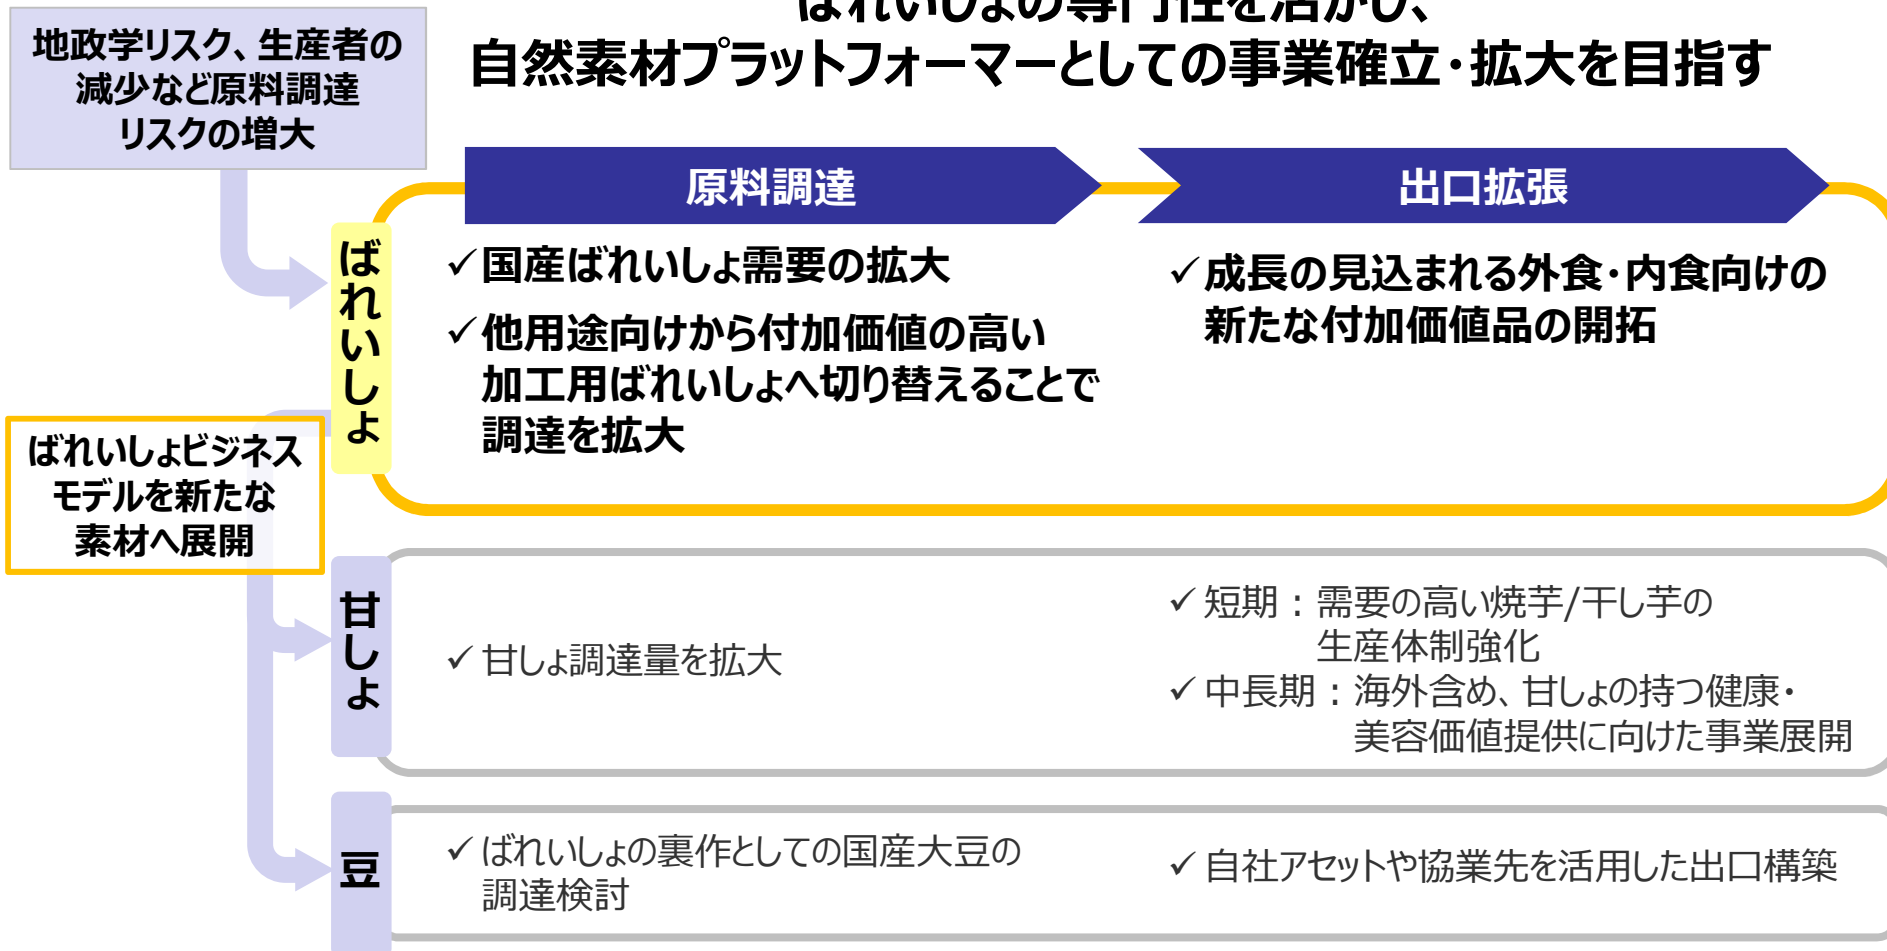 ばれいしょの専門性を活かし、
自然素材プラットフォーマーとしての事業確立・拡大を目指す
地政学リスク、生産者の
減少など原料調達
リスクの増大
原料調達
出口拡張
ばれいしょ
✓国産ばれいしょ需要の拡大
✓他用途向けから付加価値の高い
加工用ばれいしょへ切り替えることで
調達を拡大
✓成長の見込まれる外食・内食向けの
新たな付加価値品の開拓
ばれいしょビジネス
モデルを新たな
素材へ展開
甘しょ
✓甘しょ調達量を拡大
✓短期：需要の高い焼芋/干し芋の
生産体制強化
✓中長期：海外含め、甘しょの持つ健康・
美容価値提供に向けた事業展開
豆
✓ばれいしょの裏作としての国産大豆の
調達検討
✓自社アセットや協業先を活用した出口構築